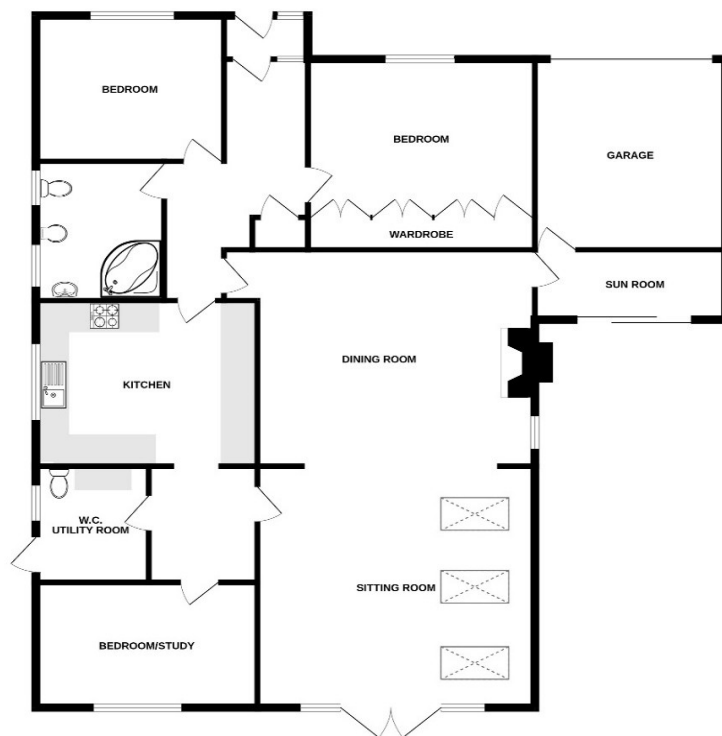 BEDROOM
BEDROOM
GARAGE
WARDROBE
SUN ROOM
DINING ROOM
KITCHEN
W.C.
UTILITY ROOM
SITTING ROOM
BEDROOM/STUDY